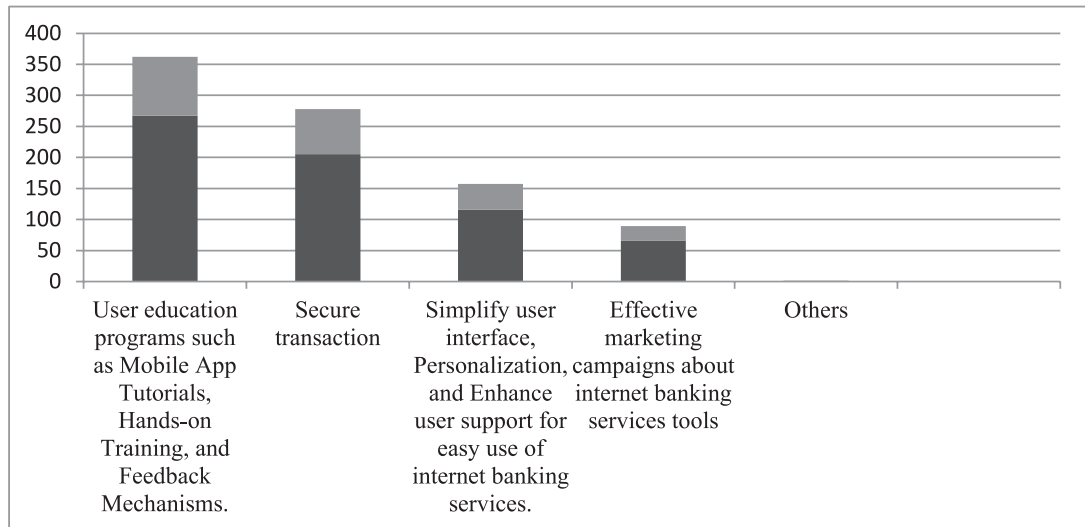 400
350
300
250
200
150
100
50
0
User education
programs such
as Mobile App
Tutorials,
Hands-on
Training, and
Feedback
Mechanisms.
Secure
transaction
Simplify user
interface,
Personalization,
and Enhance
user support for
easy use of
internet banking
services.
Effective
marketing
campaigns about
internet banking
services tools
Others